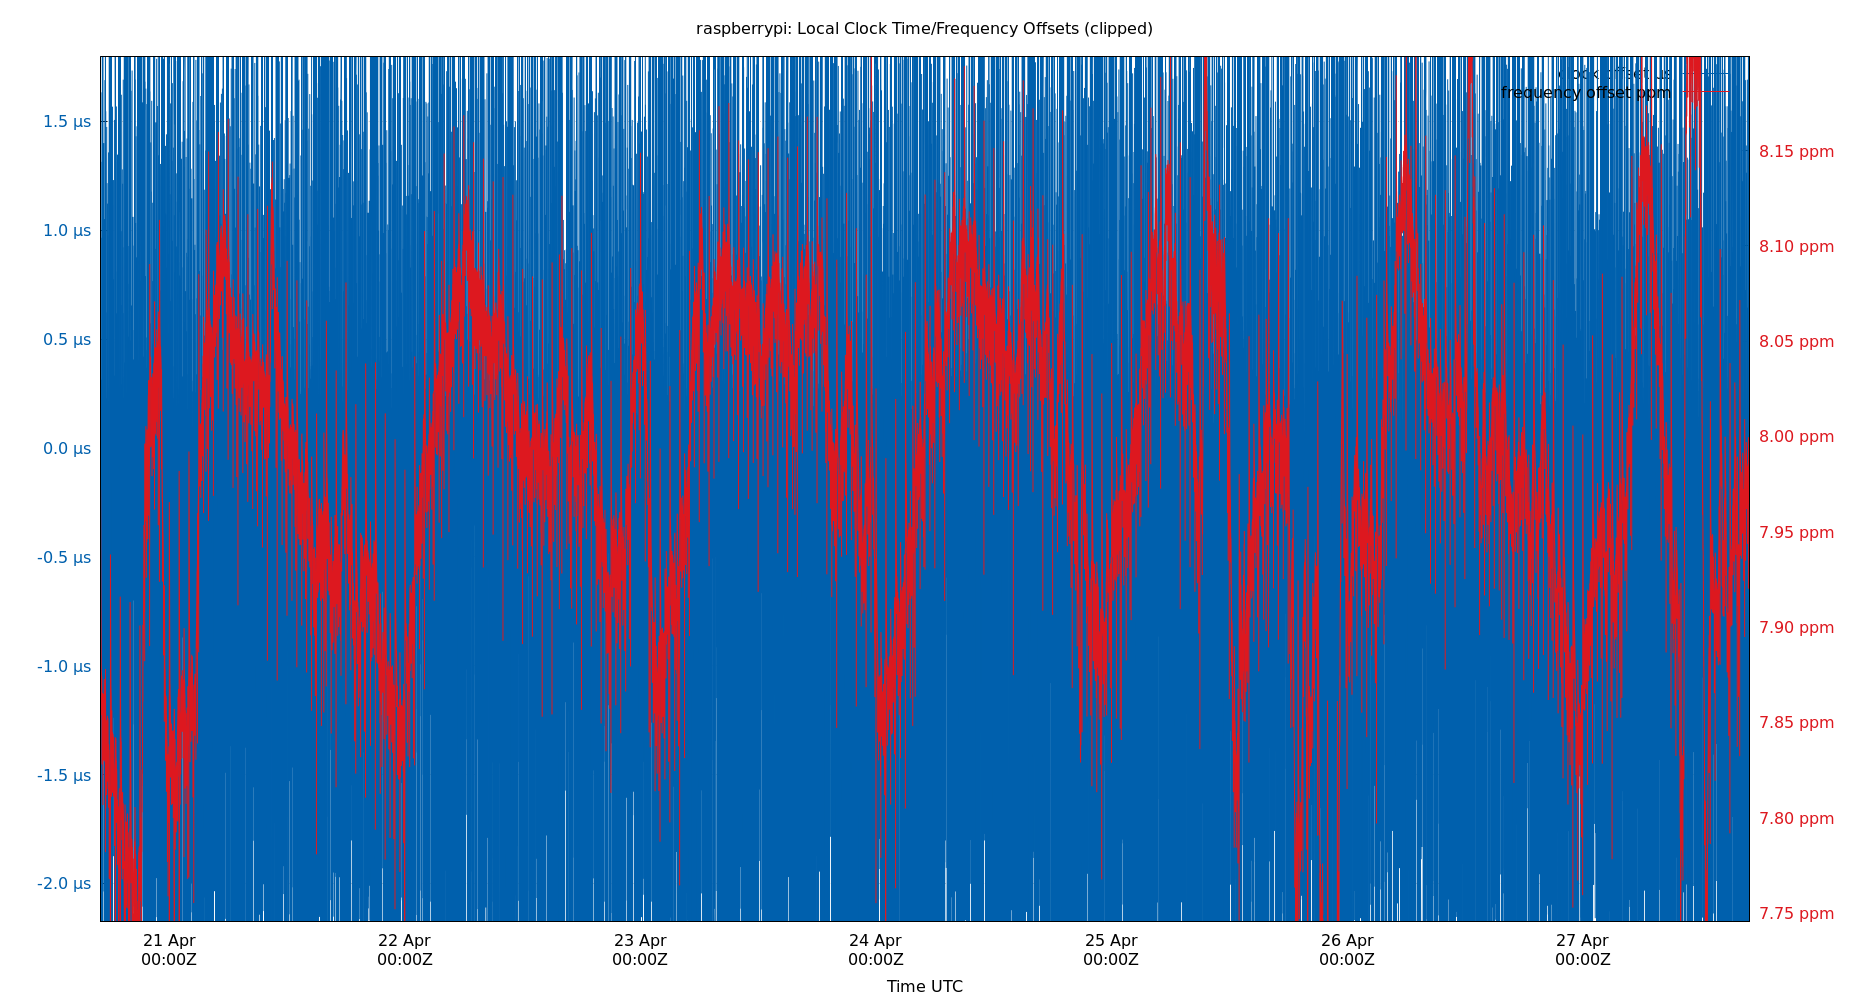 raspberrypi: Local Clock Time/Frequency Offsets (clipped)
clock offset µs
frequency offset ppm
1.5 µs
1.0 µs
0.5 µs
0.0 µs
-0.5 µs
-1.0 µs
-1.5 µs
-2.0 µs
8.15 ppm
8.10 ppm
8.05 ppm
8.00 ppm
7.95 ppm
7.90 ppm
7.85 ppm
7.80 ppm
7.75 ppm
21 Apr
00:00Z
22 Apr
00:00Z
23 Apr
00:00Z
24 Apr
00:00Z
25 Apr
00:00Z
26 Apr
00:00Z
27 Apr
00:00Z
Time UTC